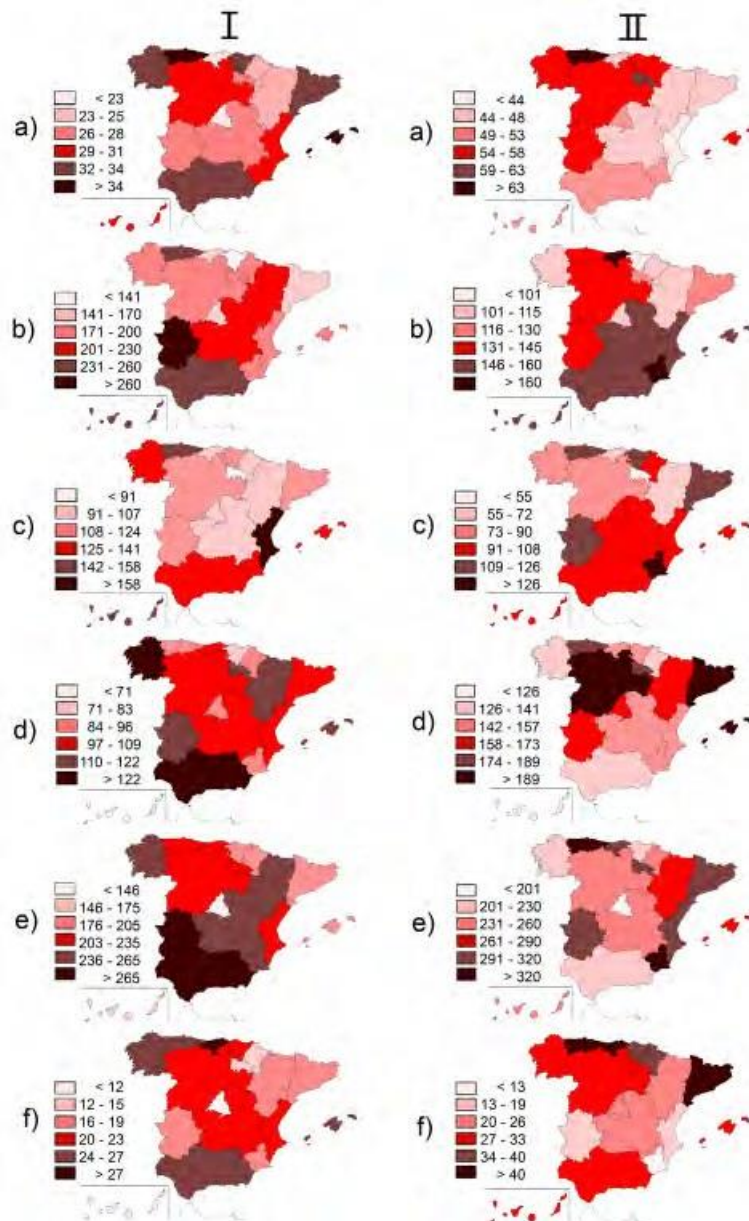 I
II
a)
< 23
23 - 25
26 - 28
29 - 31
32 - 34
> 34
a)
< 44
44 - 48
49 - 53
54 - 58
59 - 63
> 63
b)
< 141
141 - 170
171 - 200
201 - 230
231 - 260
> 260
b)
< 101
101 - 115
116 - 130
131 - 145
146 - 160
> 160
c)
< 91
91 - 107
108 - 124
125 - 141
142 - 158
> 158
c)
< 55
55 - 72
73 - 90
91 - 108
109 - 126
> 126
d)
< 71
71 - 83
84 - 96
97 - 109
110 - 122
> 122
d)
< 126
126 - 141
142 - 157
158 - 173
174 - 189
> 189
e)
< 146
146 - 175
176 - 205
203 - 235
236 - 265
> 265
e)
< 201
201 - 230
231 - 260
261 - 290
291 - 320
> 320
f)
< 12
12 - 15
16 - 19
20 - 23
24 - 27
> 27
f)
< 13
13 - 19
20 - 26
27 - 33
34 - 40
> 40